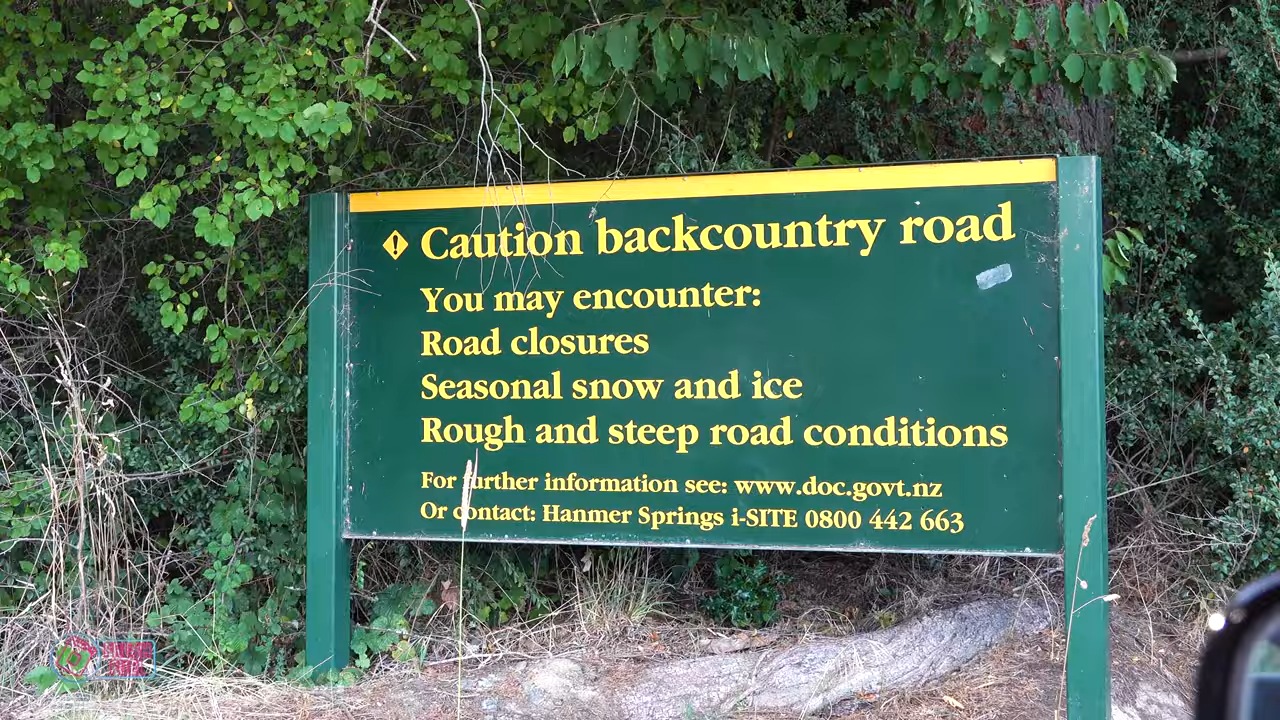 Caution backcountry road
You may encounter:
Road closures
Seasonal snow and ice
Rough and steep road conditions
For further information see: www.doc.govt.nz
Or contact: Hanmer Springs i-SITE 0800 442 663